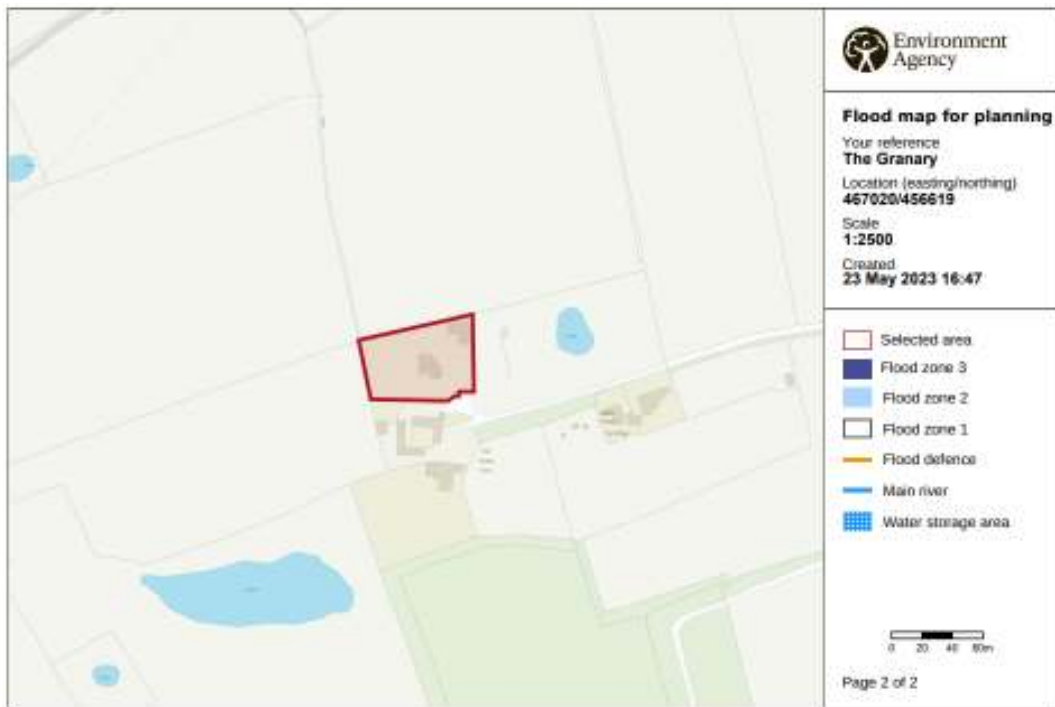 Environment
Agency
Flood map for planning
Your reference
The Granary
Location (easting/northing)
467020/456619
Scale
1:2500
Created
23 May 2023 16:47
Selected area
Flood zone 3
Flood zone 2
Flood zone 1
Flood defence
Main river
Water storage area
0 20 40 60m
Page 2 of 2